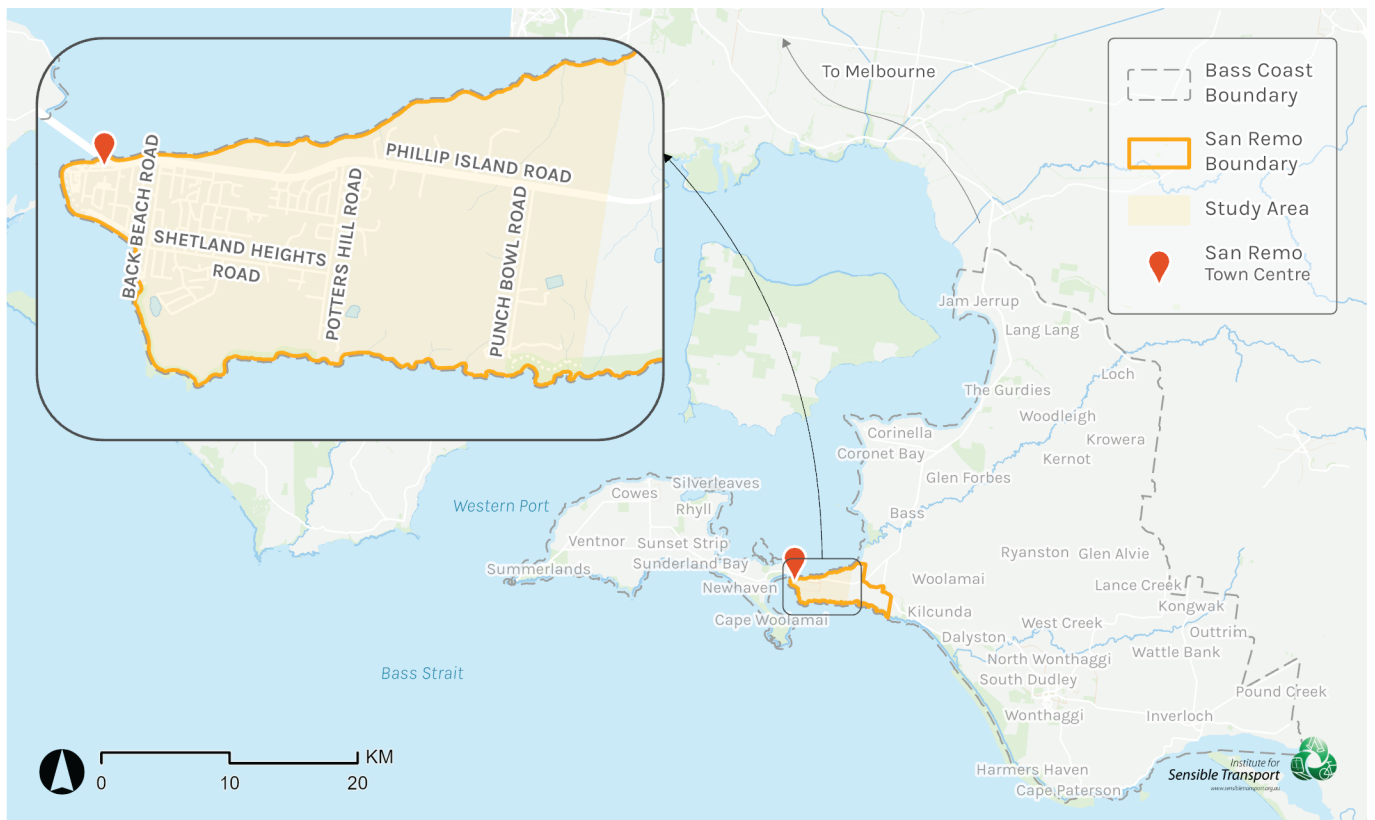 To Melbourne
Bass Coast
Boundary
San Remo
Boundary
Study Area
San Remo
Town Centre
BACK BEACH ROAD
PHILLIP ISLAND ROAD
SHETLAND HEIGHTS
ROAD
POTTERS HILL ROAD
PUNCH BOWL ROAD
Jam Jerrup
Lang Lang
Loch
The Gurdies
Woodleigh
Corinella
Krowera
Coronet Bay
Kernot
Glen Forbes
Silverleaves
Cowes
Western Port
Rhyll
Bass
Ventnor
Sunset Strip
Ryanston
Glen Alvie
Summerlands
Sunderland Bay
Newhaven
Woolamai
Lance Creek
Kongwak
Cape Woolamai
Kilcunda
West Creek
Outtrim
Dalyston
Wattle Bank
North Wonthaggi
Bass Strait
South Dudley
Pound Creek
Wonthaggi
Inverloch
Harmers Haven
Cape Paterson
KM
0
10
20
Institute for
Sensible Transport
www.sensibletransport.org.au